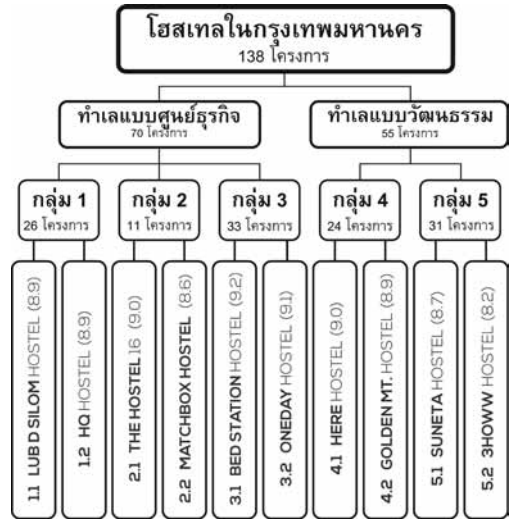 โฮสเทลในกรุงเทพมหานคร
138 โครงการ
ทำเลแบบศูนย์ธุรกิจ
70 โครงการ
ทำเลแบบวัฒนธรรม
55 โครงการ
กลุ่ม 1
26 โครงการ
กลุ่ม 2
11 โครงการ
กลุ่ม 3
33 โครงการ
กลุ่ม 4
24 โครงการ
กลุ่ม 5
31 โครงการ
1.1 LUB D SILOM HOSTEL (8.9)
1.2 HQ HOSTEL (8.9)
2.1 THE HOSTEL 16 (9.0)
2.2 MATCHBOX HOSTEL (8.6)
3.1 BED STATION HOSTEL (9.2)
3.2 ONEDAY HOSTEL (9.1)
4.1 HERE HOSTEL (9.0)
4.2 GOLDEN MT. HOSTEL (8.9)
5.1 SUNETA HOSTEL (8.7)
5.2 3HOWW HOSTEL (8.2)